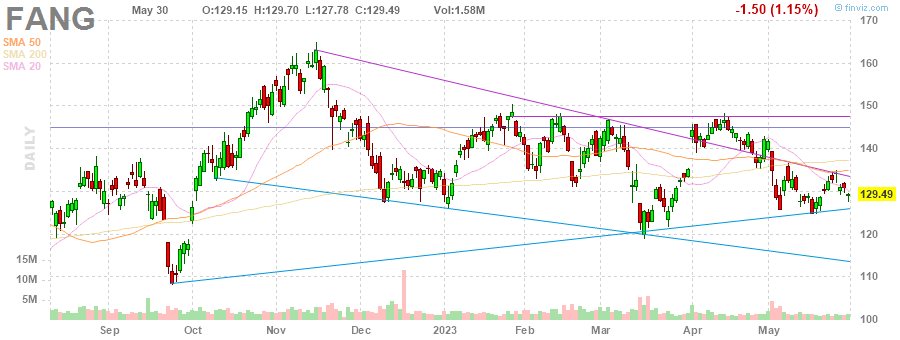 FANG May 30 O:129.15 H:129.70 L:127.78 C:129.49 Vol:1.58M -1.50 (1.15%) © finviz.com
SMA 50
SMA 200
SMA 20
DAILY
170
160
150
140
130
129.49
120
110
100
15M
10M
5M
Sep Oct Nov Dec 2023 Feb Mar Apr May